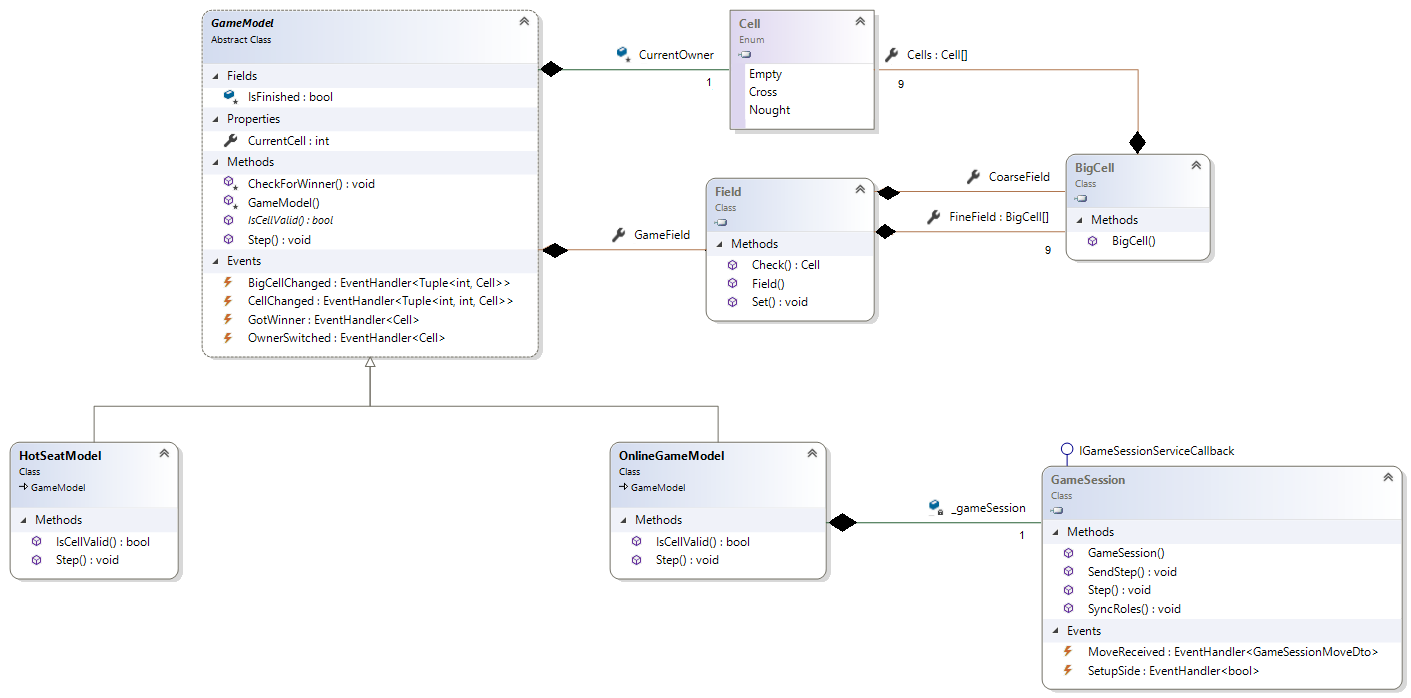 GameModel
Abstract Class
Fields
IsFinished : bool
Properties
CurrentCell : int
Methods
CheckForWinner() : void
GameModel()
IsCellValid() : bool
Step() : void
Events
BigCellChanged : EventHandler<Tuple<int, Cell>>
CellChanged : EventHandler<Tuple<int, int, Cell>>
GotWinner : EventHandler<Cell>
OwnerSwitched : EventHandler<Cell>
CurrentOwner
1
Cell
Enum
Empty
Cross
Nought
Cells : Cell[]
9
GameField
Field
Class
Methods
Check() : Cell
Field()
Set() : void
CoarseField
FineField : BigCell[]
9
BigCell
Class
Methods
BigCell()
HotSeatModel
Class
GameModel
Methods
IsCellValid() : bool
Step() : void
OnlineGameModel
Class
GameModel
Methods
IsCellValid() : bool
Step() : void
_gameSession
1
IGameSessionServiceCallback
GameSession
Class
Methods
GameSession()
SendStep() : void
Step() : void
SyncRoles() : void
Events
MoveReceived : EventHandler<GameSessionMoveDto>
SetupSide : EventHandler<bool>